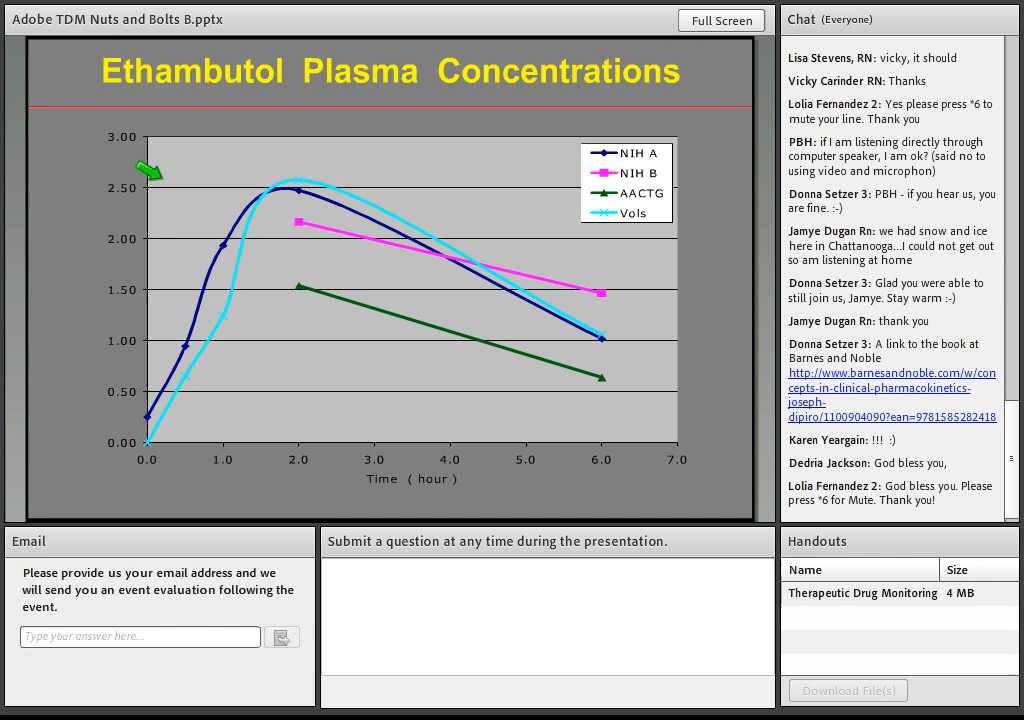 Adobe TDM Nuts and Bolts B.pptx
Full Screen
Ethambutol Plasma Concentrations
3.00
2.50
2.00
1.50
1.00
0.50
0.00
0.0 1.0 2.0 3.0 4.0 5.0 6.0 7.0
Time ( hour )
NIH A
NIH B
AACTG
Vols
Chat (Everyone)
Lisa Stevens, RN: vicky, it should
Vicky Carinder RN: Thanks
Lolia Fernandez 2: Yes please press *6 to
mute your line. Thank you
PBH: if I am listening directly through
computer speaker, I am ok? (said no to
using video and microphon)
Donna Setzer 3: PBH - if you hear us, you
are fine. :-)
Jamye Dugan Rn: we had snow and ice
here in Chattanooga...I could not get out
so am listening at home
Donna Setzer 3: Glad you were able to
still join us, Jamye. Stay warm :-)
Jamye Dugan Rn: thank you
Donna Setzer 3: A link to the book at
Barnes and Noble
http://www.barnesandnoble.com/w/con
cepts-in-clinical-pharmacokinetics-
joseph-
dipiro/1100904090?ean=9781585282418
Karen Yeargain: !!! :)
Dedria Jackson: God bless you,
Lolia Fernandez 2: God bless you. Please
press *6 for Mute. Thank you!
Email
Please provide us your email address and we
will send you an event evaluation following the
event.
Type your answer here...
Submit a question at any time during the presentation.
Handouts
Name Size
Therapeutic Drug Monitoring 4 MB
Download File(s)